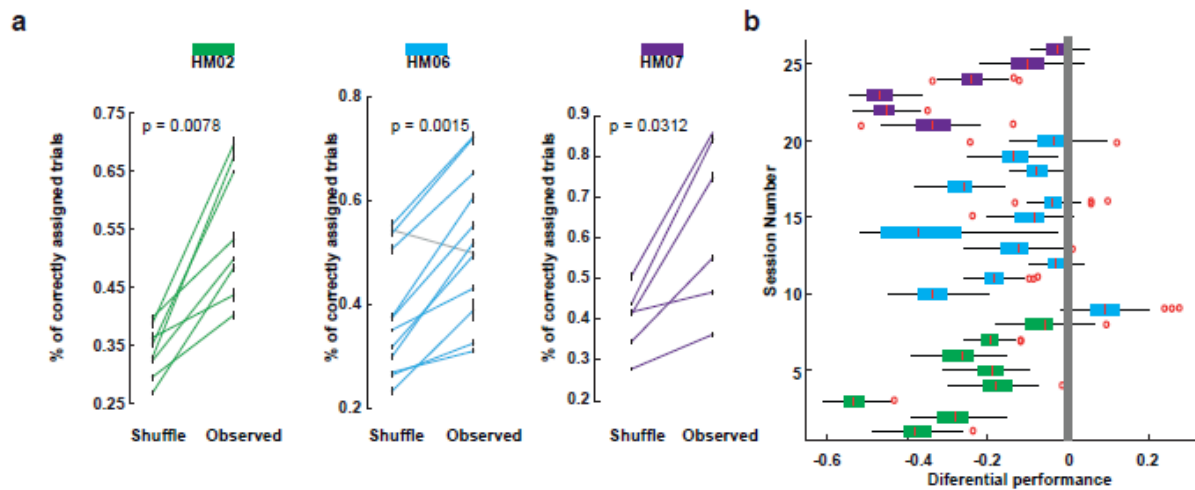 a
b
HM02
HM06
HM07
% of correctly assigned trials
0.75
0.65
0.55
0.45
0.35
0.25
p = 0.0078
Shuffle Observed
% of correctly assigned trials
0.8
0.6
0.4
0.2
p = 0.0015
Shuffle Observed
% of correctly assigned trials
0.9
0.8
0.7
0.6
0.5
0.4
0.3
0.2
p = 0.0312
Shuffle Observed
Session Number
25
20
15
10
5
-0.6 -0.4 -0.2 0 0.2
Diferential performance